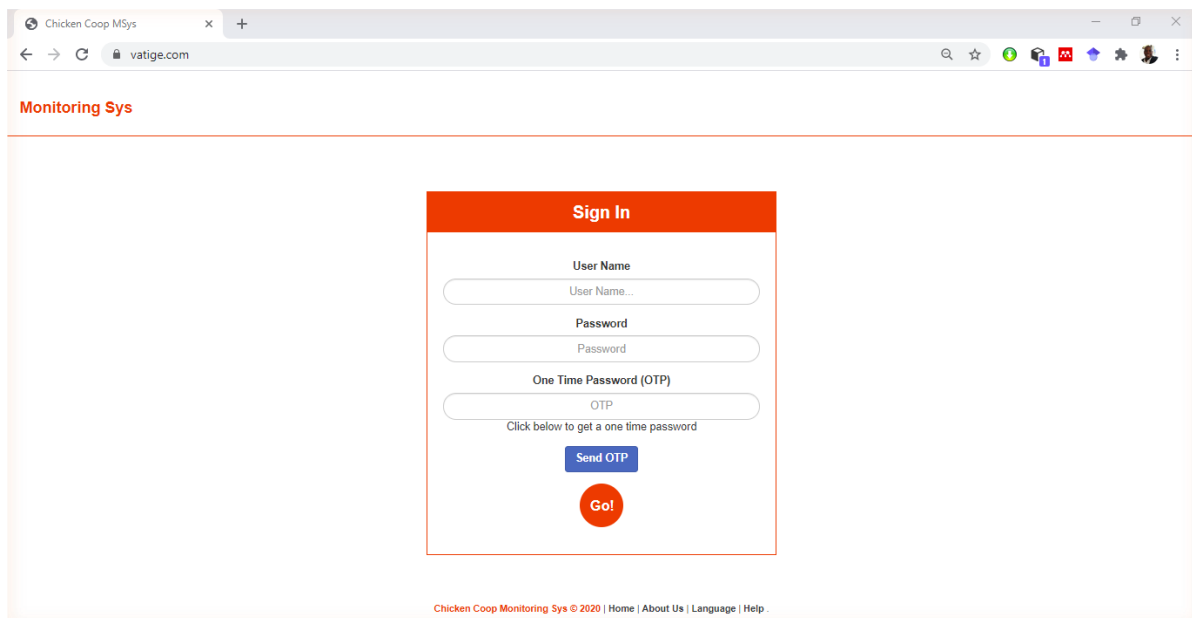 Chicken Coop MSys
vatige.com
1
Monitoring Sys
Sign In
User Name
User Name...
Password
Password
One Time Password (OTP)
OTP
Click below to get a one time password
Send OTP
Go!
Chicken Coop Monitoring Sys © 2020 | Home | About Us | Language | Help .